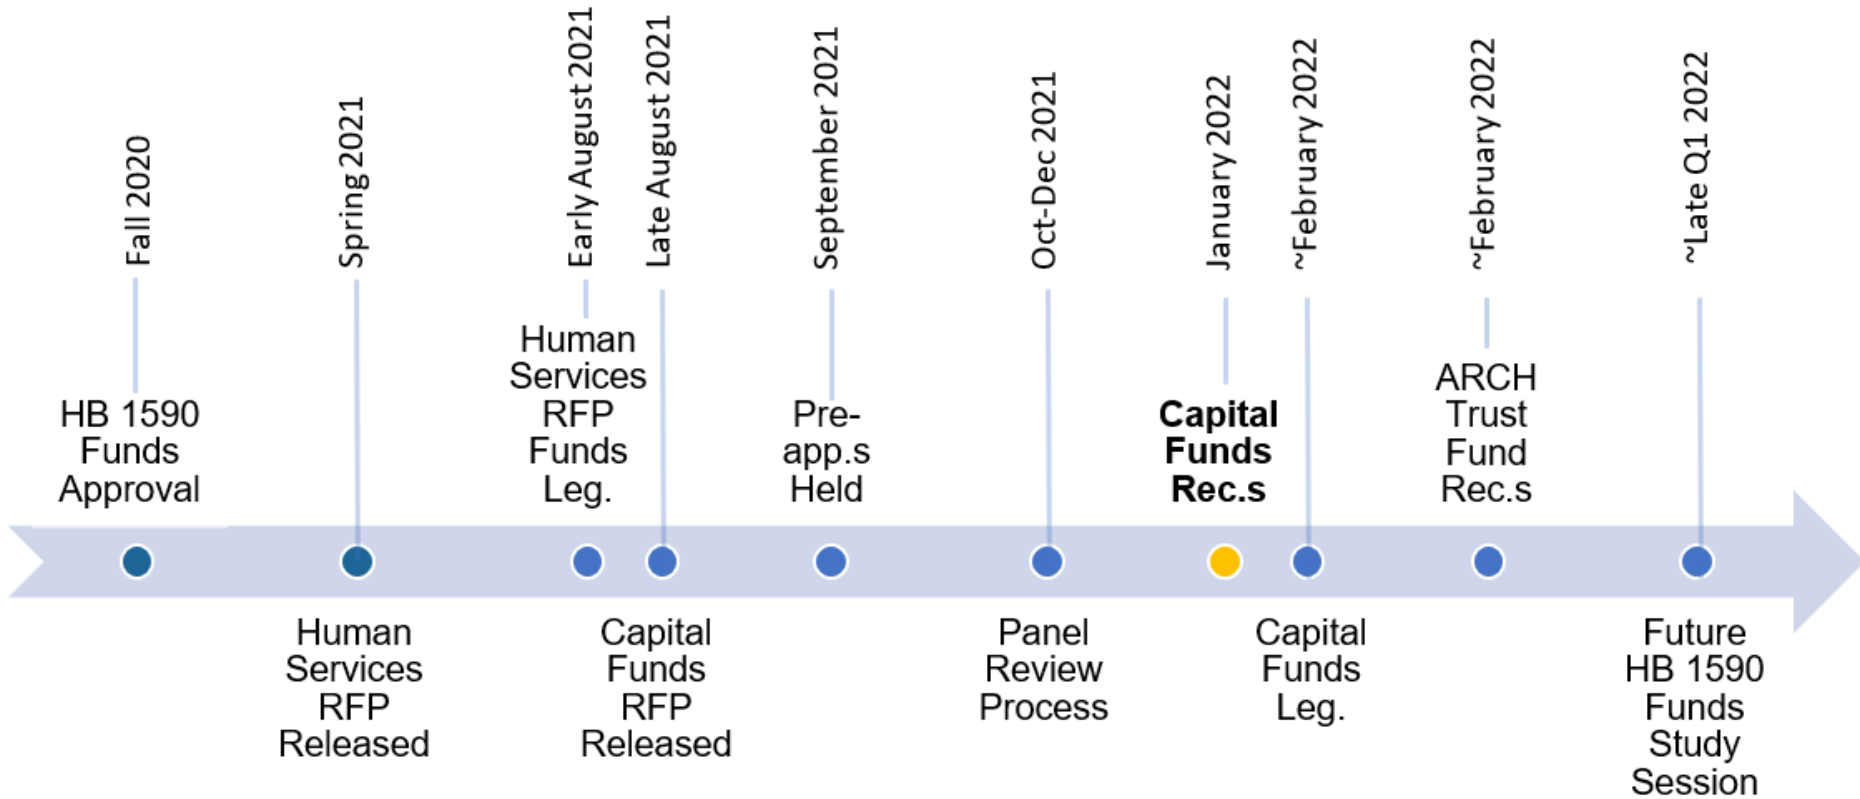 Fall 2020
HB 1590
Funds
Approval
Spring 2021
Human
Services
RFP
Released
Early August 2021
Human
Services
RFP
Funds
Leg.
Late August 2021
Capital
Funds
RFP
Released
September 2021
Pre-
app.s
Held
Oct-Dec 2021
Panel
Review
Process
January 2022
Capital
Funds
Rec.s
~February 2022
Capital
Funds
Leg.
~February 2022
ARCH
Trust
Fund
Rec.s
~Late Q1 2022
Future
HB 1590
Funds
Study
Session